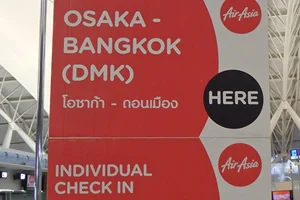 OSAKA -
BANGKOK
(DMK)
โอซาก้า - ดอนเมือง
AirAsia
HERE
INDIVIDUAL
CHECK IN
AirAsia